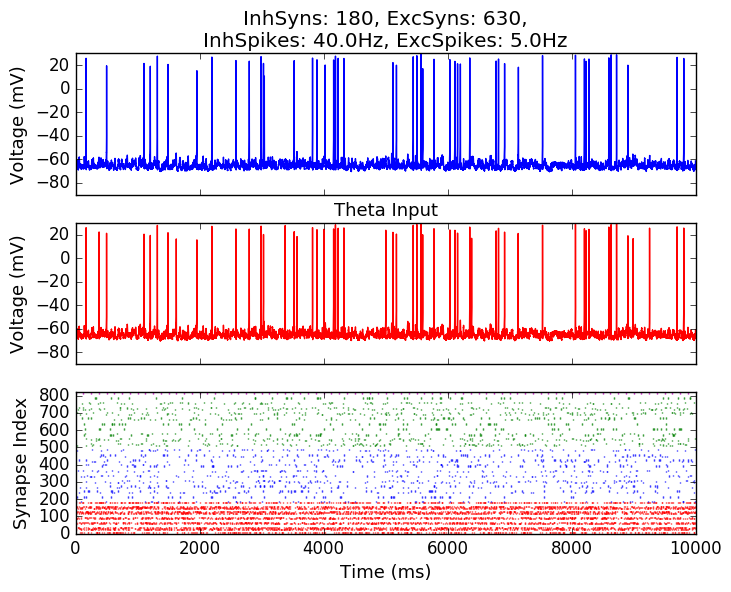 InhSyns: 180, ExcSyns: 630,
InhSpikes: 40.0Hz, ExcSpikes: 5.0Hz
20
0
−20
−40
−60
−80
Voltage (mV)
Theta Input
20
0
−20
−40
−60
−80
Voltage (mV)
800
700
600
500
400
300
200
100
0
Synapse Index
0 2000 4000 6000 8000 10000
Time (ms)